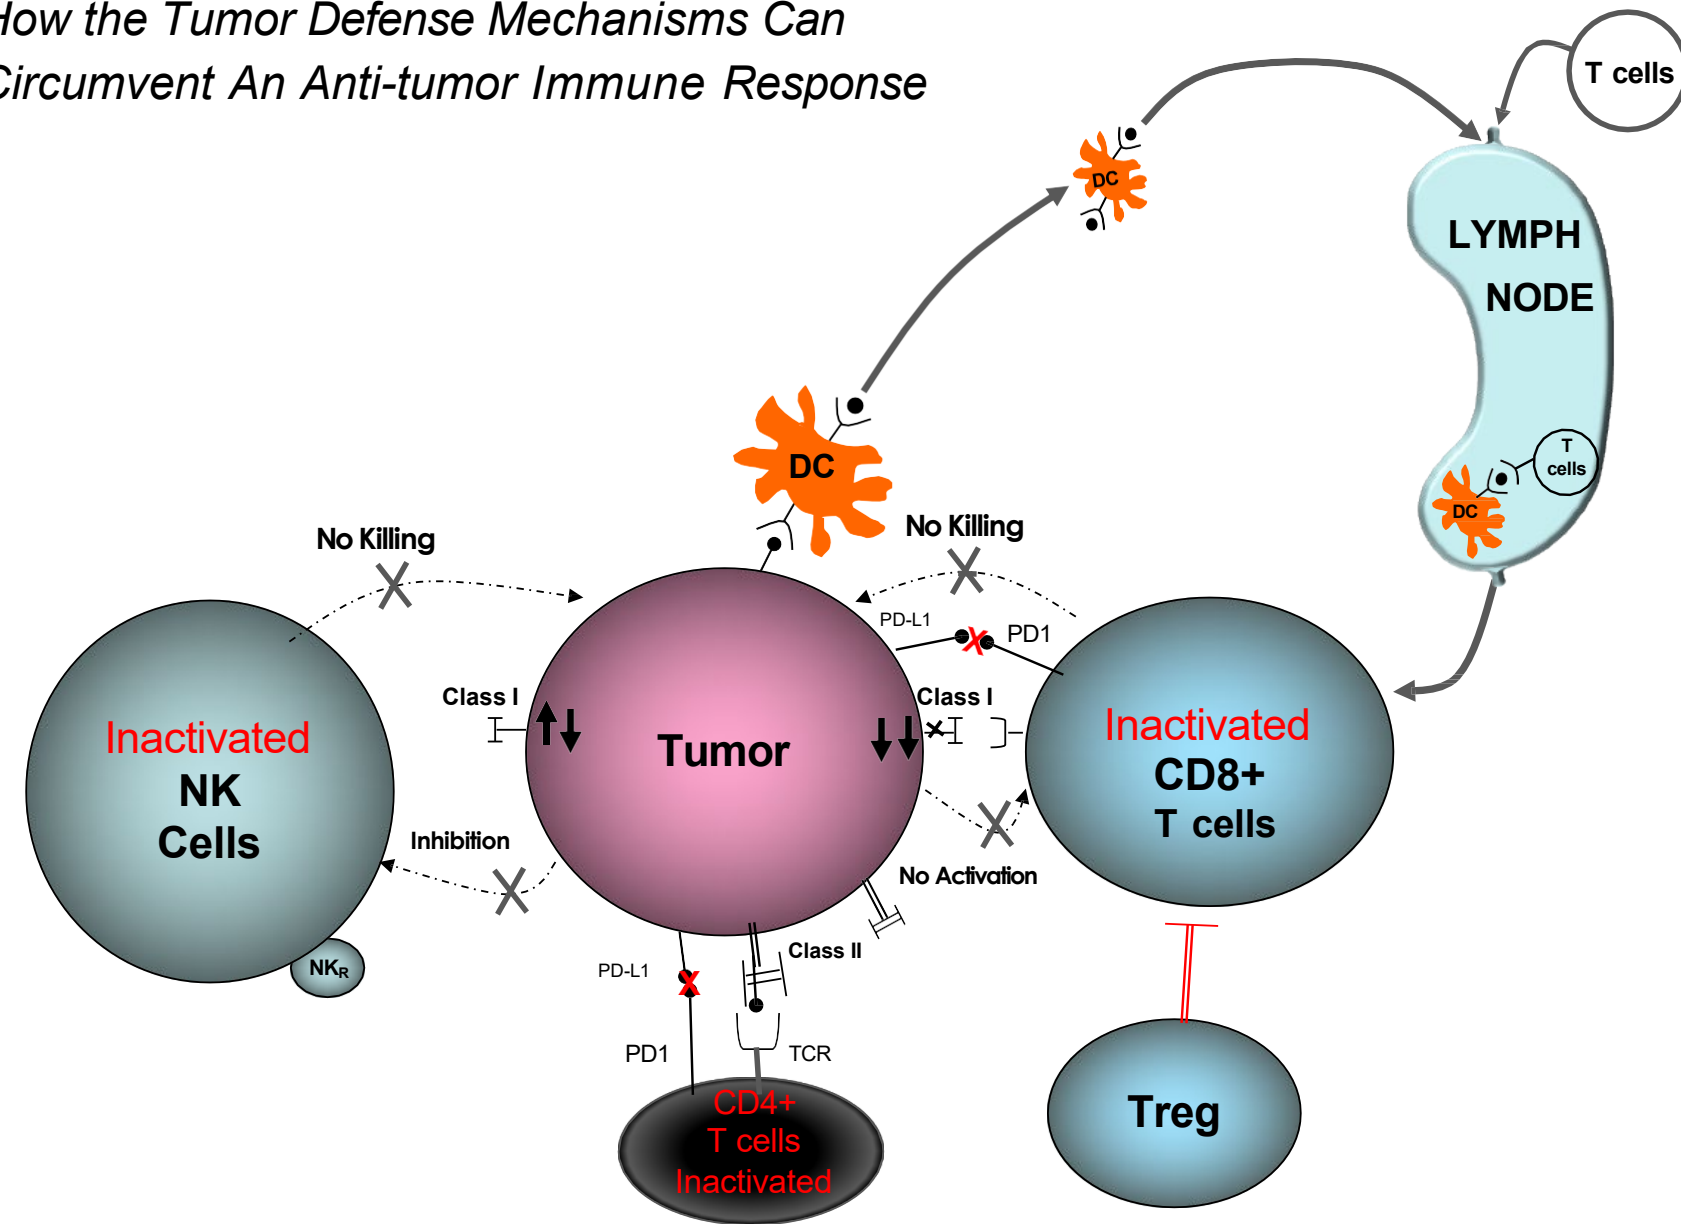 How the Tumor Defense Mechanisms Can
Circumvent An Anti-tumor Immune Response
T cells
DC
LYMPH
NODE
DC
T
cells
DC
No Killing
No Killing
PD-L1
PD1
Class I
Class I
Inactivated
NK
Cells
Tumor
Inactivated
CD8+
T cells
Inhibition
No Activation
NKR
Class II
PD-L1
PD1
TCR
CD4+
T cells
Inactivated
Treg